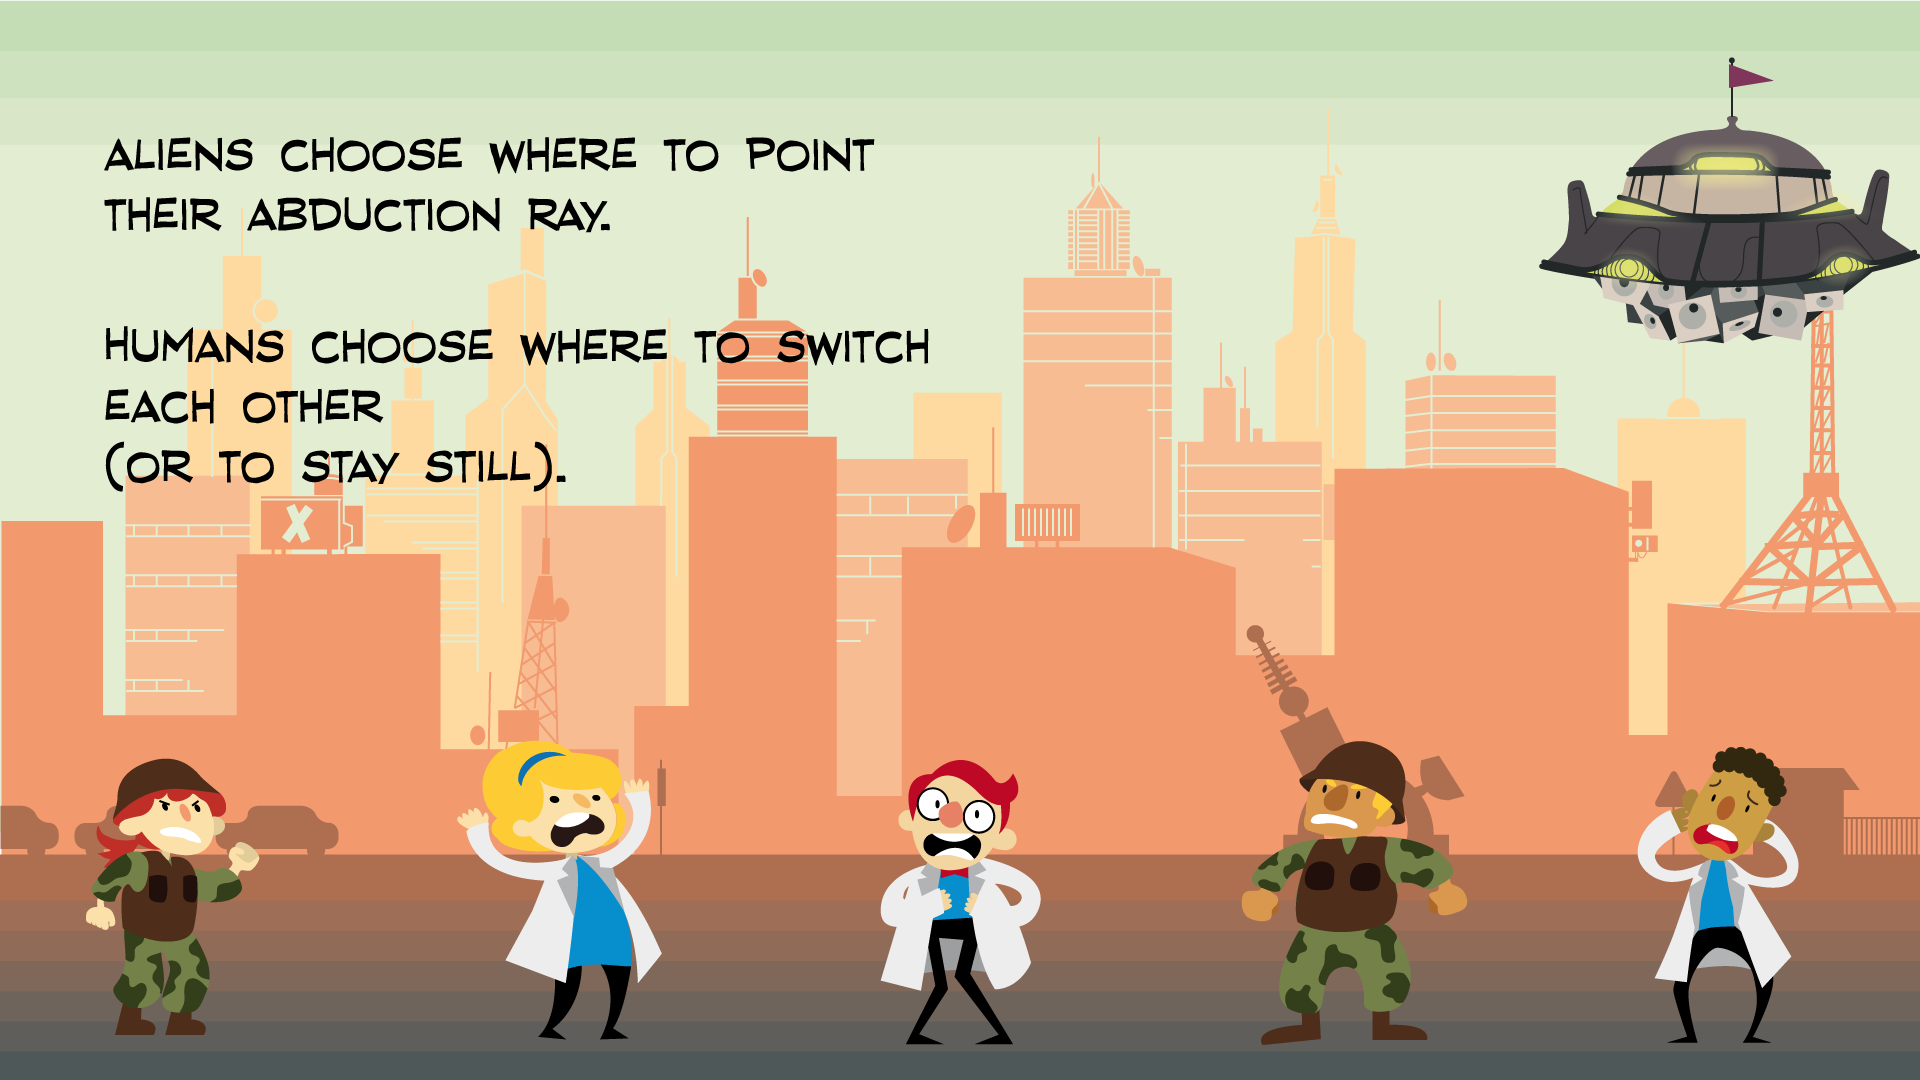 ALIENS CHOOSE WHERE TO POINT
THEIR ABDUCTION RAY.
HUMANS CHOOSE WHERE TO SWITCH
EACH OTHER
(OR TO STAY STILL).
X